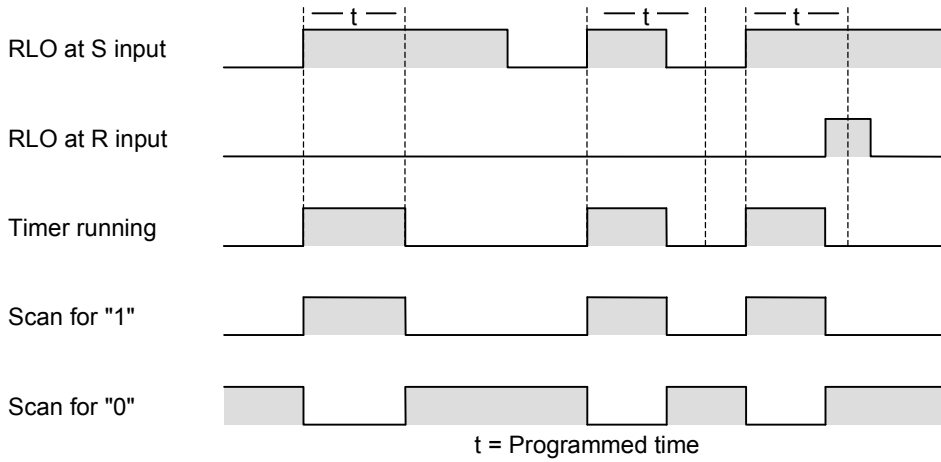 t t t
RLO at S input
RLO at R input
Timer running
Scan for "1"
Scan for "0"
t = Programmed time